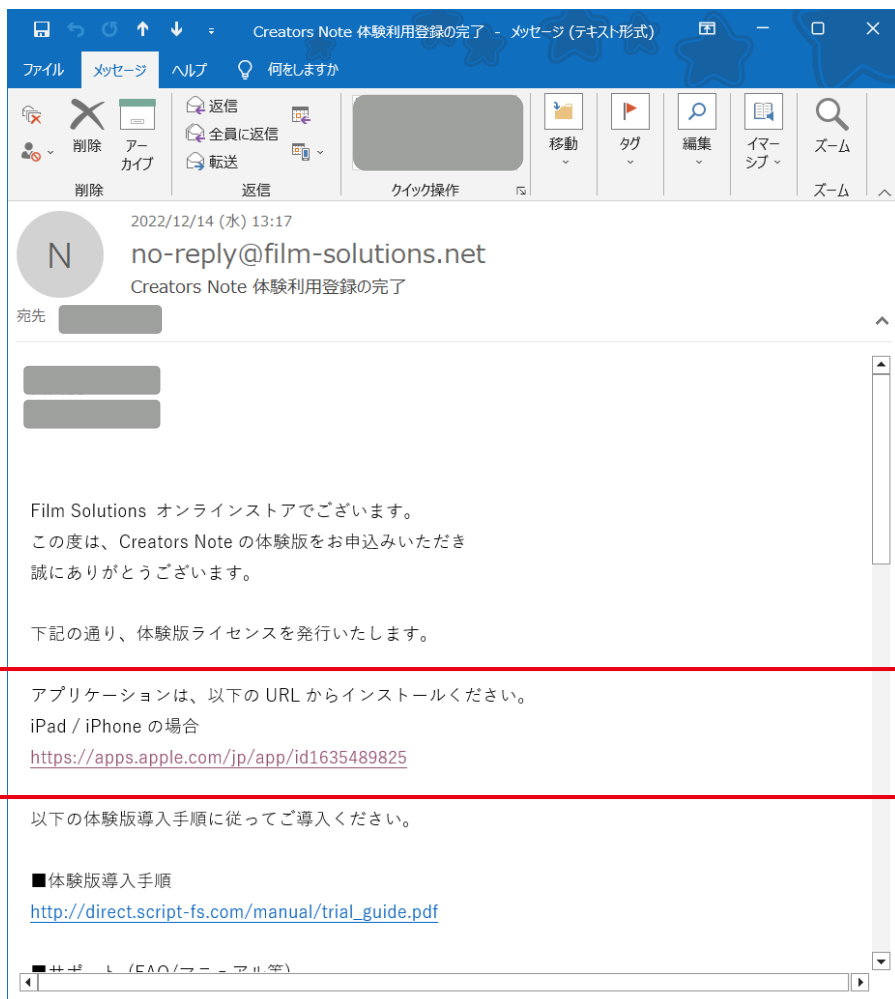 Creators Note 体験利用登録の完了 - メッセージ (テキスト形式)
ファイル メッセージ ヘルプ 何をしますか
削除
アーカイブ
返信
全員に返信
転送
移動
タグ
編集
イマーシブ
ズーム
削除 返信 クイック操作 ズーム
2022/12/14 (水) 13:17
N
no-reply@film-solutions.net
Creators Note 体験利用登録の完了
宛先
Film Solutions オンラインストアでございます。
この度は、Creators Note の体験版をお申込みいただき
誠にありがとうございます。
下記の通り、体験版ライセンスを発行いたします。
アプリケーションは、以下の URL からインストールください。
iPad / iPhone の場合
https://apps.apple.com/jp/app/id1635489825
以下の体験版導入手順に従ってご導入ください。
■体験版導入手順
http://direct.script-fs.com/manual/trial_guide.pdf
■サポート (FAQ/マニュアル等)